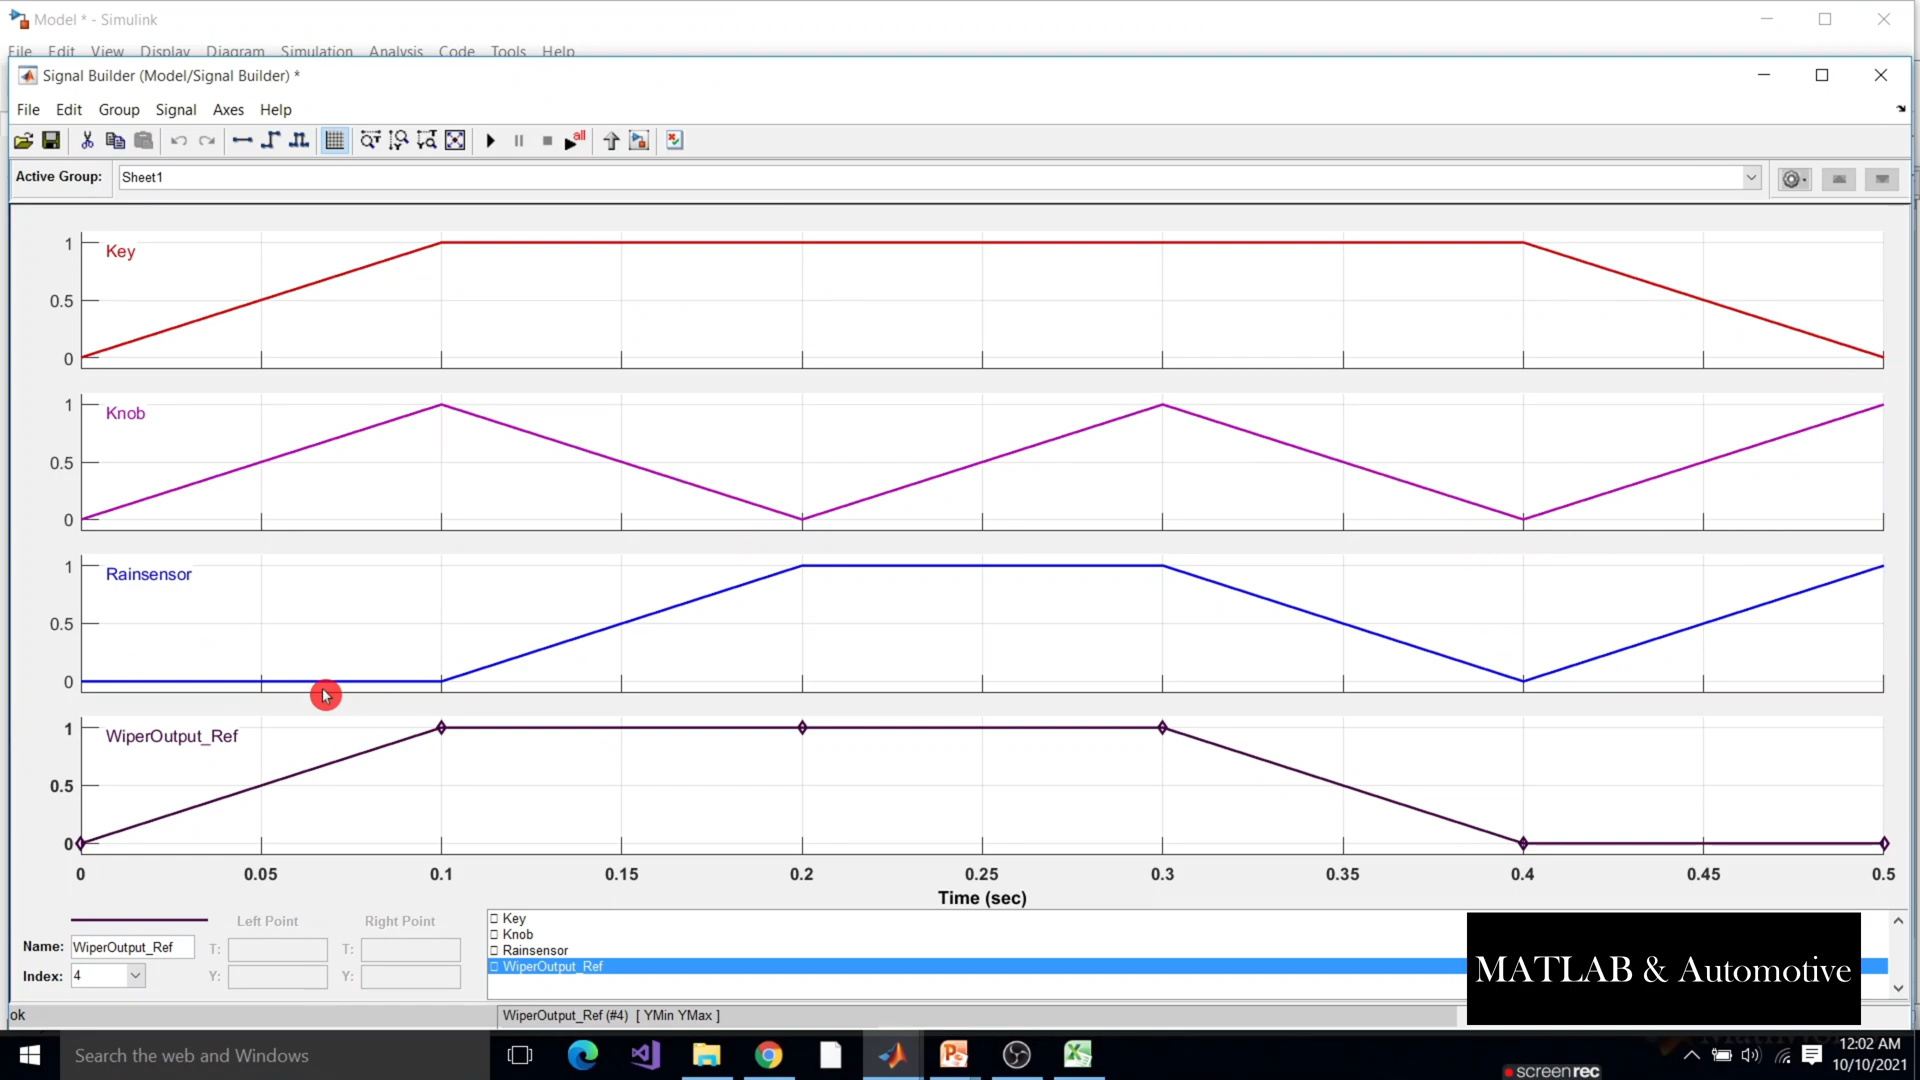 Model * - Simulink
File Edit View Display Diagram Simulation Analysis Code Tools Help
Signal Builder (Model/Signal Builder) *
File Edit Group Signal Axes Help
all
Active Group: Sheet1
Key
1
0.5
0
Knob
1
0.5
0
Rainsensor
1
0.5
0
WiperOutput_Ref
1
0.5
0
0 0.05 0.1 0.15 0.2 0.25 0.3 0.35 0.4 0.45 0.5
Time (sec)
Left Point Right Point
Name: WiperOutput_Ref T: T:
Index: 4 Y: Y:
Key
Knob
Rainsensor
WiperOutput_Ref
MATLAB & Automotive
ok
WiperOutput_Ref (#4) [ YMin YMax ]
Search the web and Windows
12:02 AM
10/10/2021
screenrec